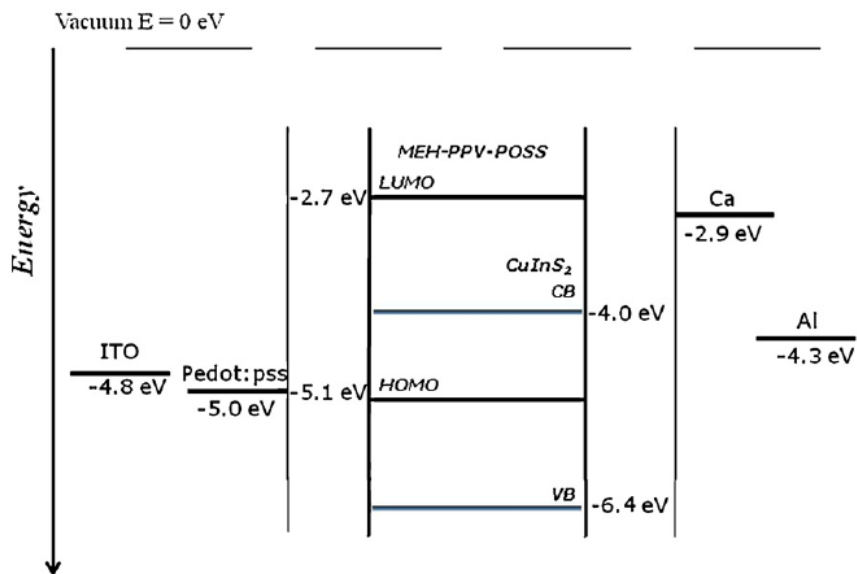 Vacuum E = 0 eV
Energy
MEH-PPV-POSS
LUMO
-2.7 eV
Ca
-2.9 eV
CuInS₂
CB
-4.0 eV
Al
-4.3 eV
ITO
-4.8 eV
Pedot:pss
-5.0 eV
-5.1 eV
HOMO
VB
-6.4 eV